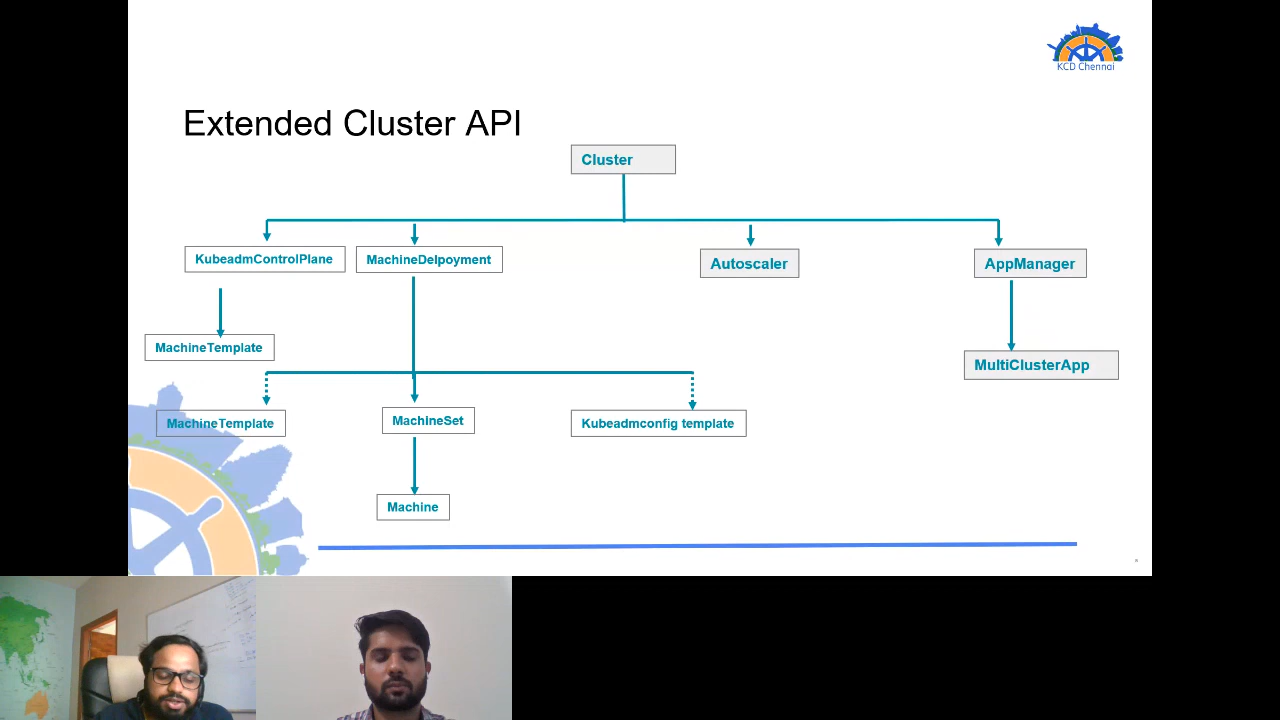 KCD Chennai
Extended Cluster API
Cluster
KubeadmControlPlane
MachineDelpoyment
Autoscaler
AppManager
MachineTemplate
MultiClusterApp
MachineTemplate
MachineSet
Kubeadmconfig template
Machine